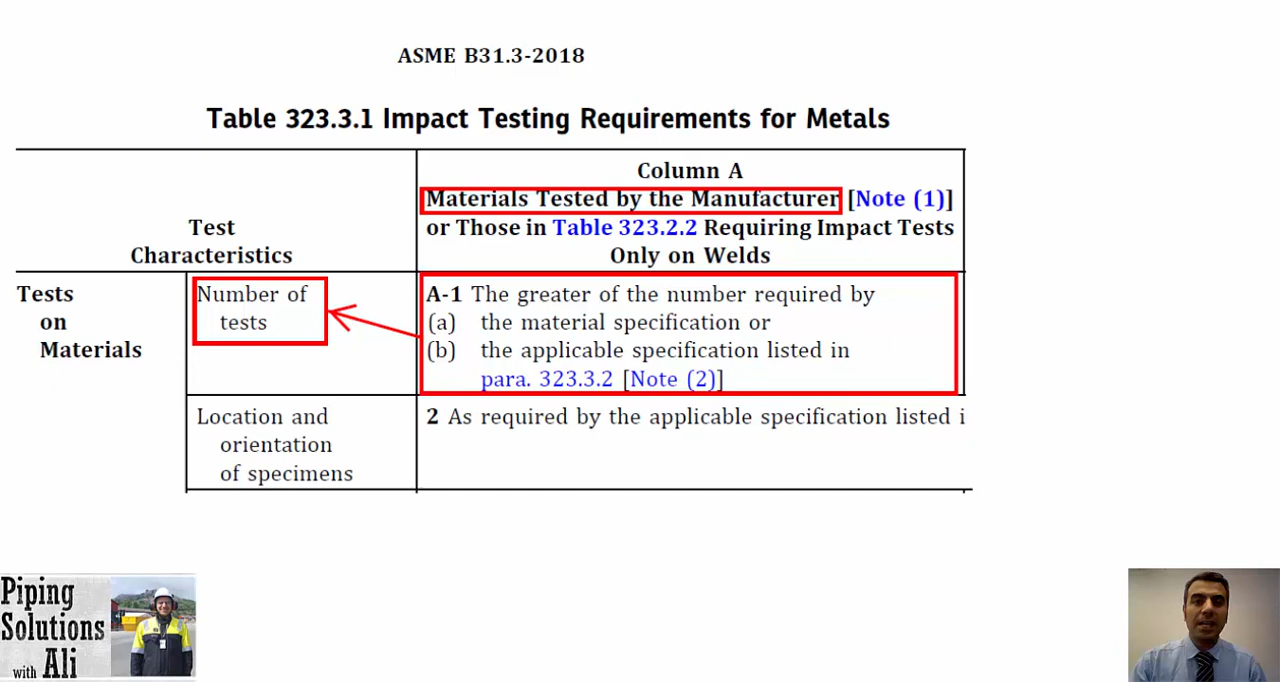 ASME B31.3-2018
Table 323.3.1 Impact Testing Requirements for Metals
Test
Characteristics
Column A
Materials Tested by the Manufacturer [Note (1)]
or Those in Table 323.2.2 Requiring Impact Tests
Only on Welds
Tests
on
Materials
Number of
tests
A-1 The greater of the number required by
(a) the material specification or
(b) the applicable specification listed in
para. 323.3.2 [Note (2)]
Location and
orientation
of specimens
2 As required by the applicable specification listed i
Piping
Solutions
with Ali